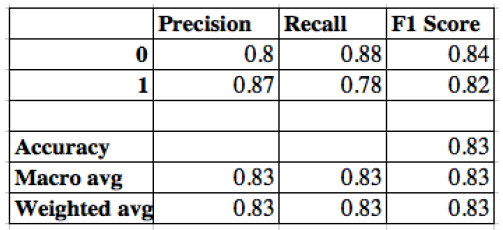 Precision Recall F1 Score
0 0.8 0.88 0.84
1 0.87 0.78 0.82
Accuracy 0.83
Macro avg 0.83 0.83 0.83
Weighted avg 0.83 0.83 0.83